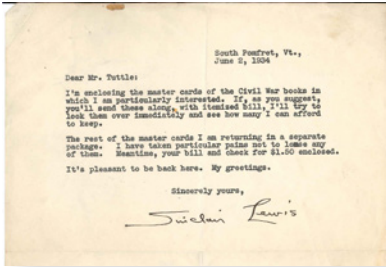 South Pomfret, Vt.,
June 2, 1934
Dear Mr. Tuttle:
I'm enclosing the master cards of the Civil War books in
which I am particularly interested. If, as you suggest,
you'll send these along, with itemized bill, I'll try to
look them over immediately and see how many I can afford
to keep.
The rest of the master cards I am returning in a separate
package. I have taken particular pains not to loose any
of them. Meantime, your bill and check for $1.50 enclosed.
It's pleasant to be back here. My greetings.
Sincerely yours,
Sinclair Lewis